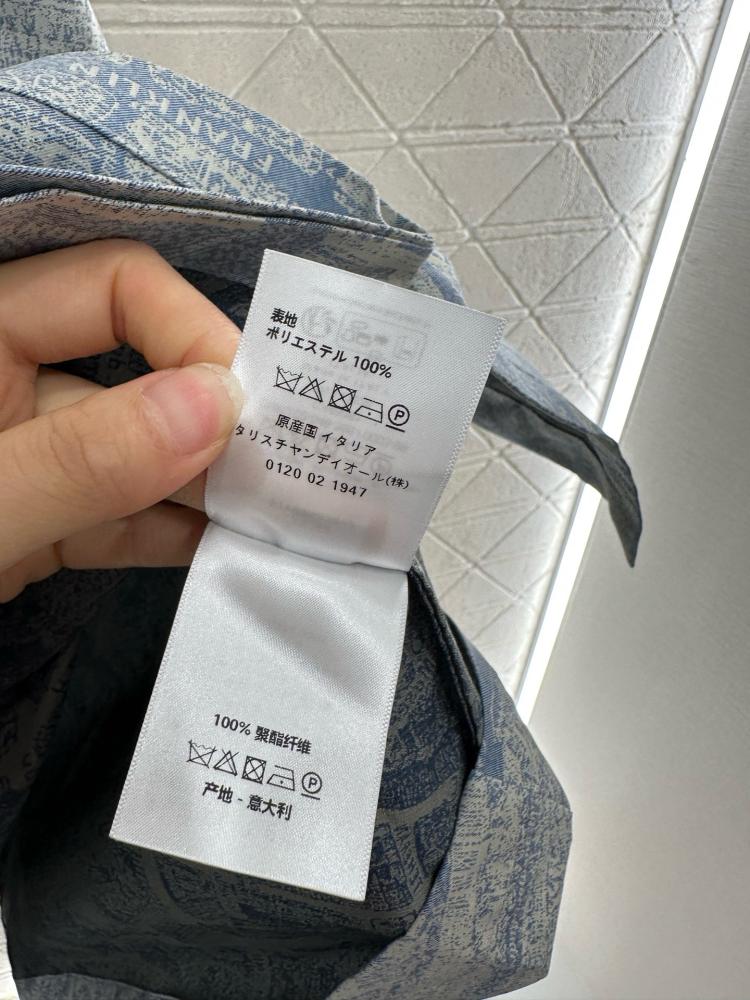 FRANKLIN
表地
ポリエステル 100%
P
原産国 イタリア
タリスチャンディオール(株)
0120 02 1947
100% 聚酯纤维
P
产地 - 意大利